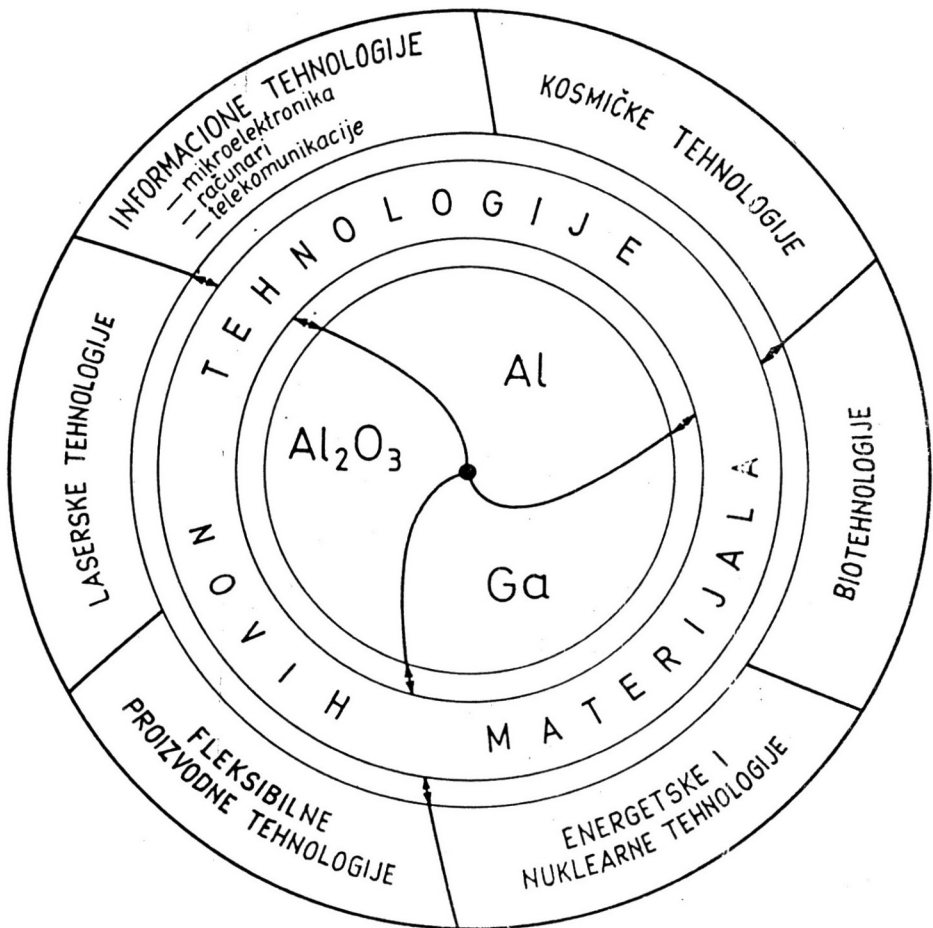 INFORMACIONE TEHNOLOGIJE
— mikroelektronika
— računari
— telekomunikacije
KOSMIČKE TEHNOLOGIJE
BIOTEHNOLOGIJE
ENERGETSKE I
NUKLEARNE TEHNOLOGIJE
FLEKSIBILNE
PROIZVODNE TEHNOLOGIJE
LASERSKE TEHNOLOGIJE
TEHNOLOGIJE
NOVIH MATERIJALA
Al
Al₂O₃
Ga